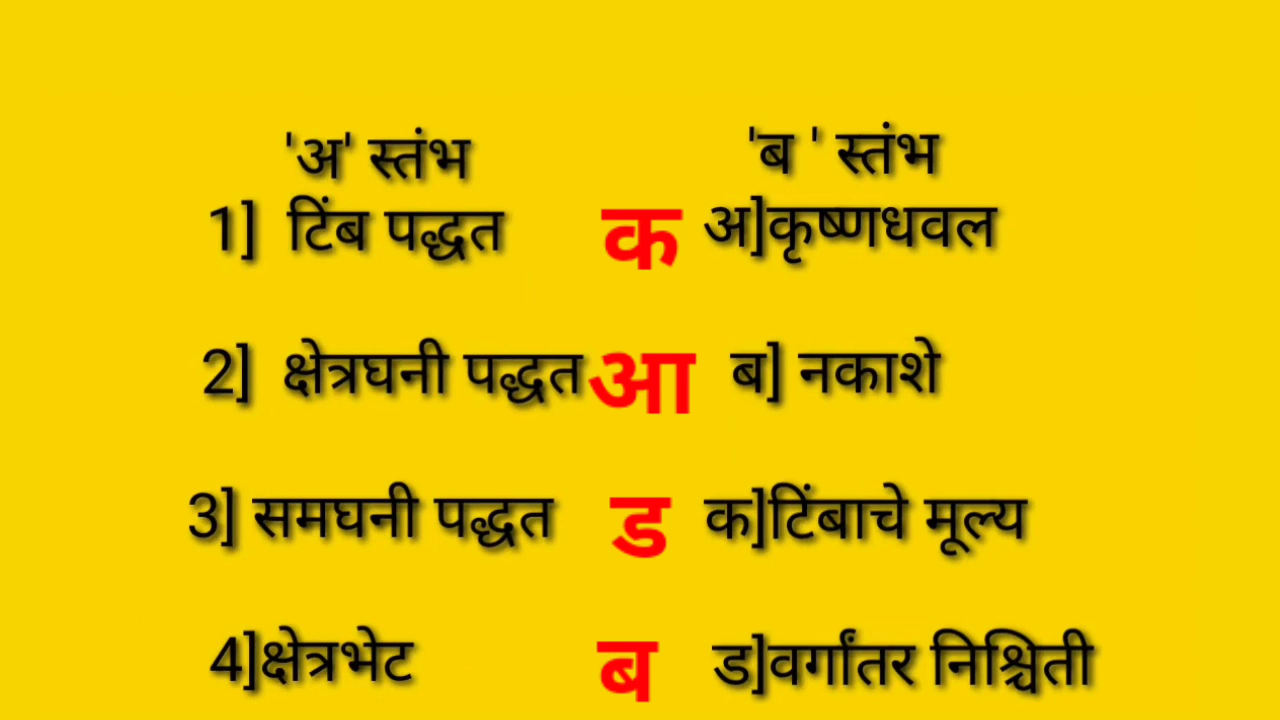 'अ' स्तंभ 'ब ' स्तंभ
1] टिंब पद्धत क अ]कृष्णधवल
2] क्षेत्रघनी पद्धत आ ब] नकाशे
3] समघनी पद्धत ड क]टिंबाचे मूल्य
4]क्षेत्रभेट ब ड]वर्गांतर निश्चिती